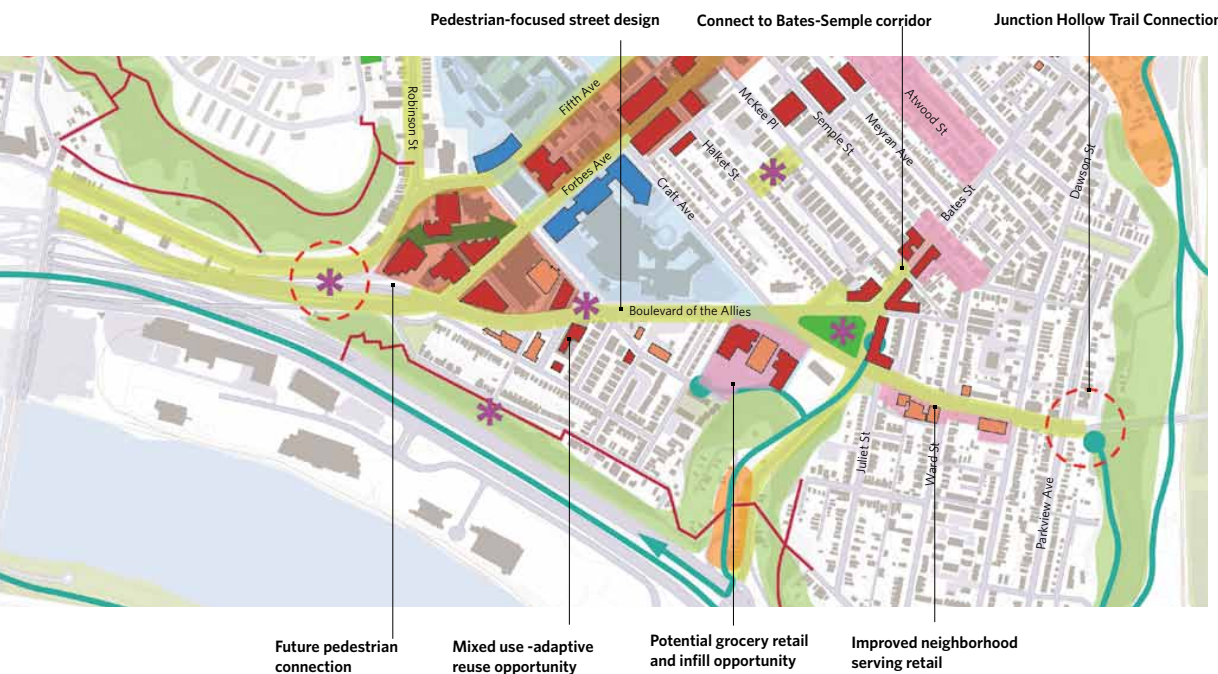 Pedestrian-focused street design
Connect to Bates-Semple corridor
Junction Hollow Trail Connection
Robinson St
Fifth Ave
Forbes Ave
McKee Pl
Halket St
Craft Ave
Semple St
Meyran Ave
Atwood St
Bates St
Dawson St
Boulevard of the Allies
Juliet St
Ward St
Parkview Ave
Future pedestrian
connection
Mixed use -adaptive
reuse opportunity
Potential grocery retail
and infill opportunity
Improved neighborhood
serving retail